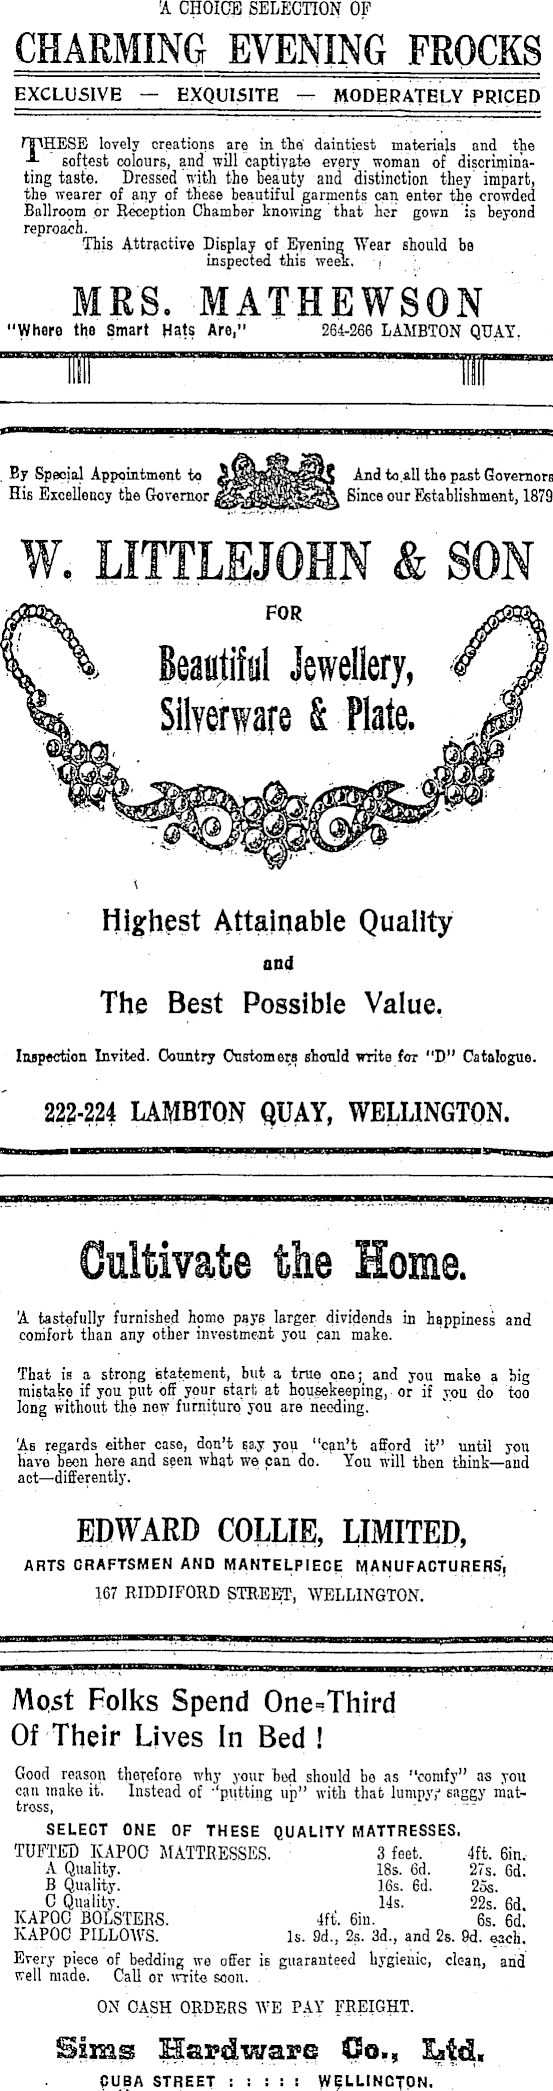 A CHOICE SELECTION OF
CHARMING EVENING FROCKS
EXCLUSIVE — EXQUISITE — MODERATELY PRICED
THESE lovely creations are in the daintiest materials and the
softest colours, and will captivate every woman of discrimina-
ting taste. Dressed with the beauty and distinction they impart,
the wearer of any of these beautiful garments can enter the crowded
Ballroom or Reception Chamber knowing that her gown is beyond
reproach.
This Attractive Display of Evening Wear should be
inspected this week.
MRS. MATHEWSON
"Where the Smart Hats Are," 264-266 LAMBTON QUAY.
By Special Appointment to And to all the past Governors
His Excellency the Governor Since our Establishment, 1879
W. LITTLEJOHN & SON
FOR
Beautiful Jewellery,
Silverware & Plate.
Highest Attainable Quality
and
The Best Possible Value.
Inspection Invited. Country Customers should write for "D" Catalogue.
222-224 LAMBTON QUAY, WELLINGTON.
Cultivate the Home.
A tastefully furnished home pays larger dividends in happiness and
comfort than any other investment you can make.
That is a strong statement, but a true one; and you make a big
mistake if you put off your start at housekeeping, or if you do too
long without the new furniture you are needing.
As regards either case, don't say you "can't afford it" until you
have been here and seen what we can do. You will then think—and
act—differently.
EDWARD COLLIE, LIMITED,
ARTS CRAFTSMEN AND MANTELPIECE MANUFACTURERS,
167 RIDDIFORD STREET, WELLINGTON.
Most Folks Spend One-Third
Of Their Lives In Bed!
Good reason therefore why your bed should be as "comfy" as you
can make it. Instead of "putting up" with that lumpy, saggy mat-
tress,
SELECT ONE OF THESE QUALITY MATTRESSES.
TUFTED KAPOC MATTRESSES. 3 feet. 4ft. 6in.
A Quality. 18s. 6d. 27s. 6d.
B Quality. 16s. 6d. 25s.
C Quality. 14s. 22s. 6d.
KAPOC BOLSTERS. 4ft. 6in. 6s. 6d.
KAPOC PILLOWS. 1s. 9d., 2s. 3d., and 2s. 9d. each.
Every piece of bedding we offer is guaranteed hygienic, clean, and
well made. Call or write soon.
ON CASH ORDERS WE PAY FREIGHT.
Sims Hardware Co., Ltd.
CUBA STREET : : : : : WELLINGTON.